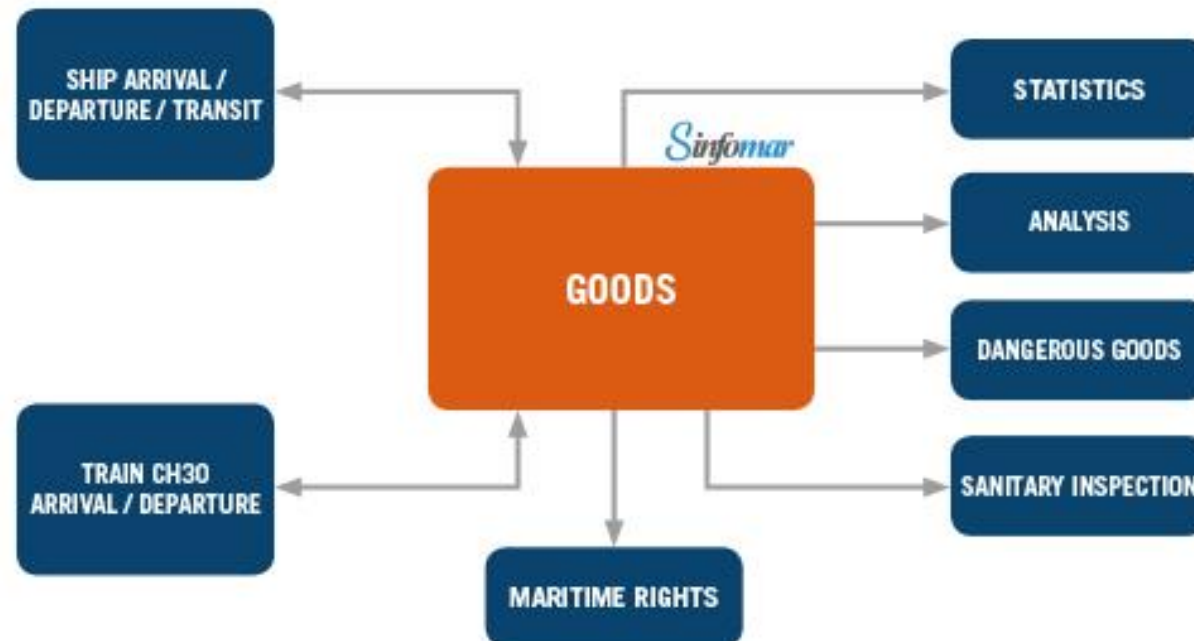 SHIP ARRIVAL /
DEPARTURE / TRANSIT
STATISTICS
Sinfomar
ANALYSIS
GOODS
DANGEROUS GOODS
TRAIN CH30
ARRIVAL / DEPARTURE
SANITARY INSPECTION
MARITIME RIGHTS